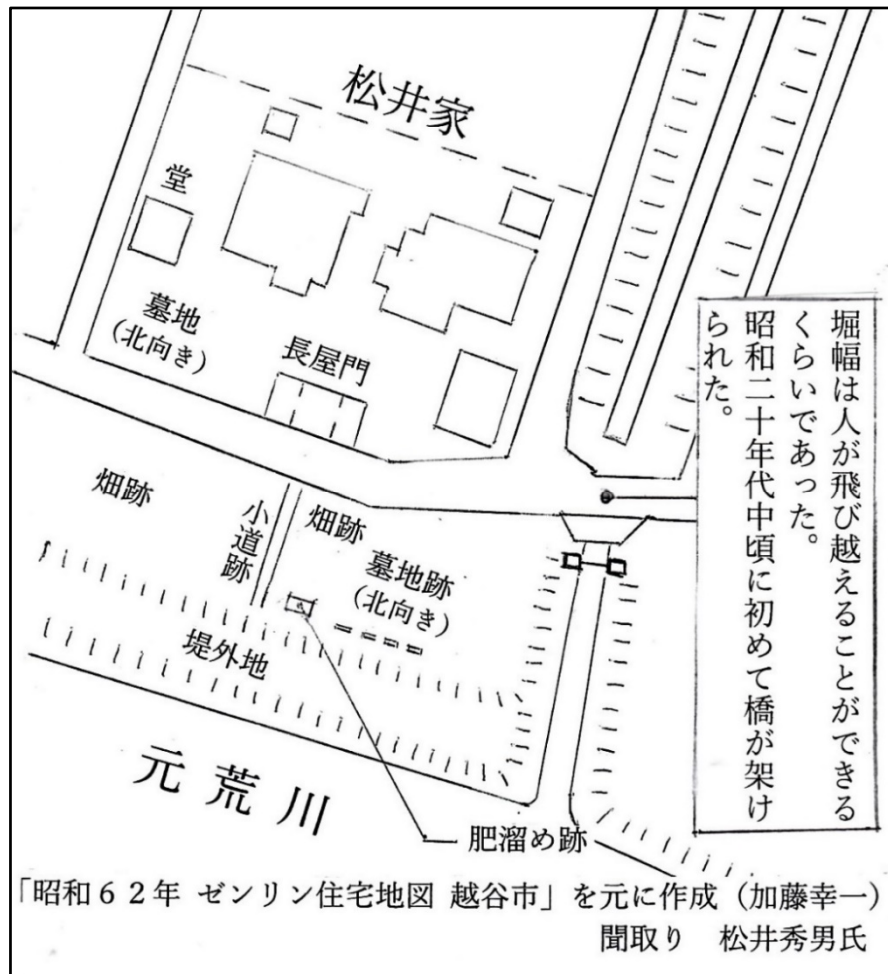 松井家
堂
墓地
(北向き)
長屋門
堀幅は人が飛び越えることができる
くらいであった。
昭和二十年代中頃に初めて橋が架け
られた。
畑跡
小道跡
畑跡
墓地跡
(北向き)
堤外地
元荒川
肥溜め跡
「昭和62年 ゼンリン住宅地図 越谷市」を元に作成(加藤幸一)
聞取り 松井秀男氏